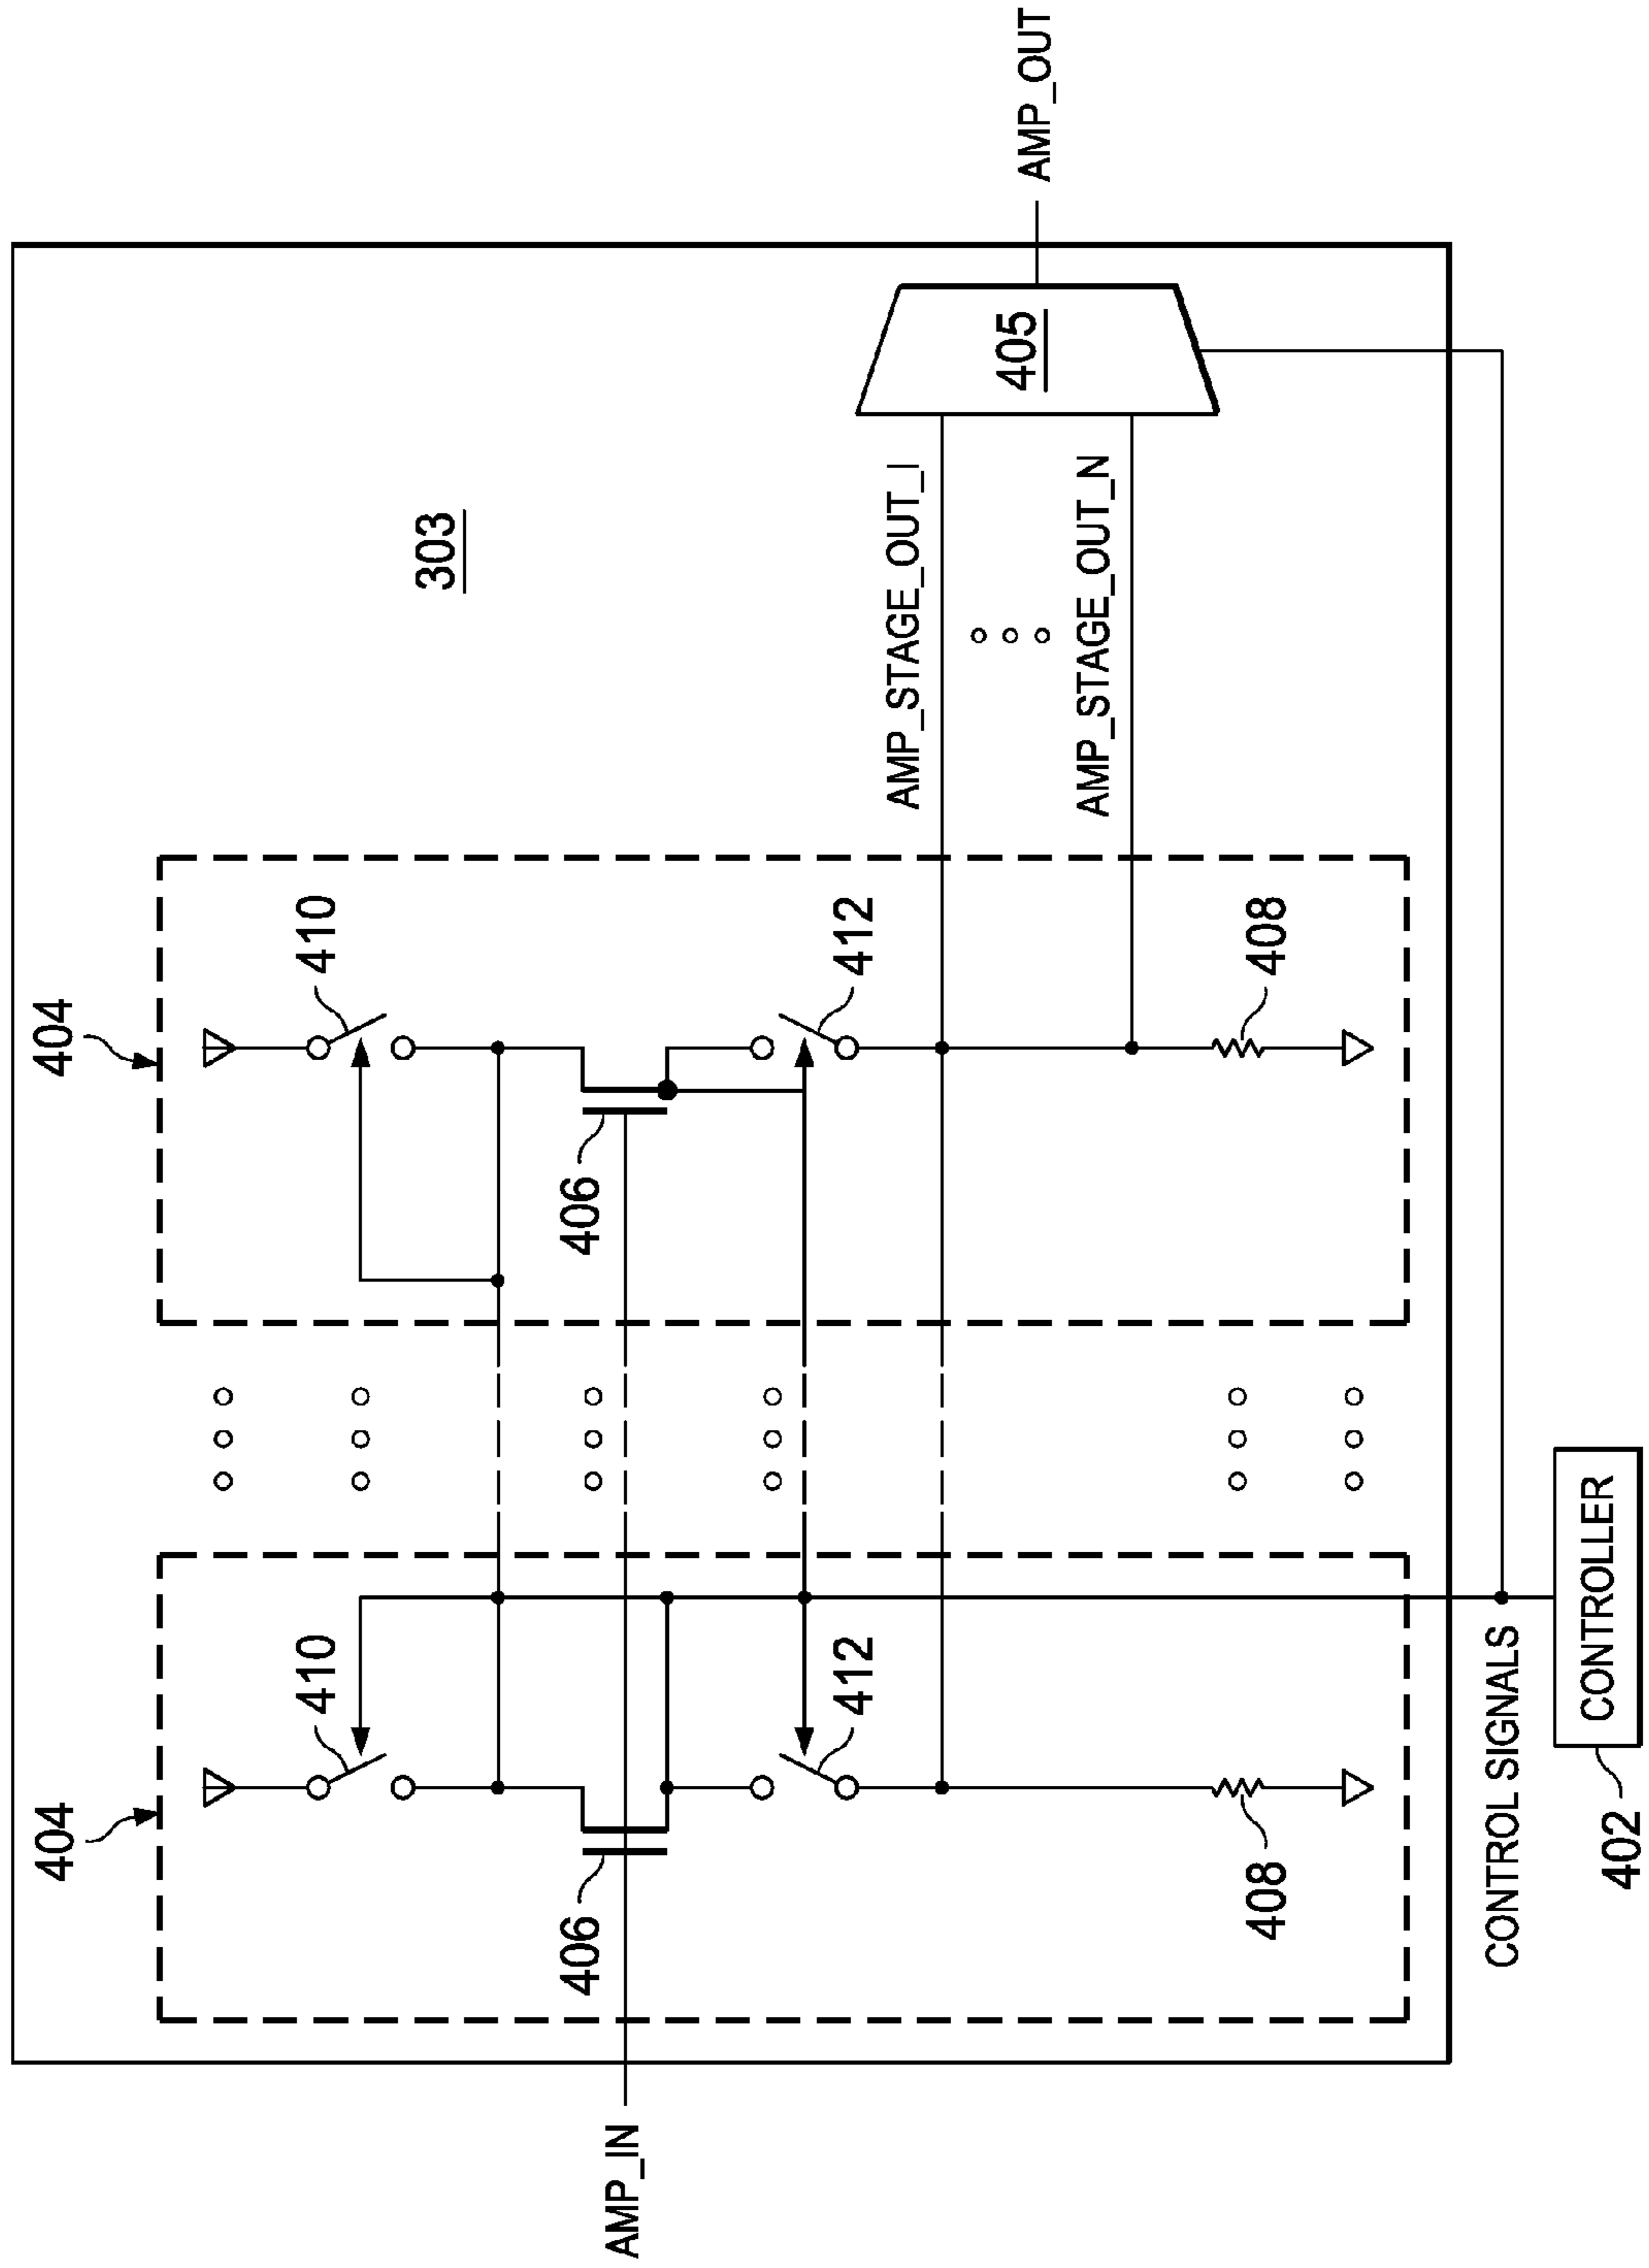 404
404
410
410
303
AMP_IN
406
406
412
412
AMP_STAGE_OUT_I
AMP_STAGE_OUT_N
405
AMP_OUT
408
408
CONTROL SIGNALS
402
CONTROLLER